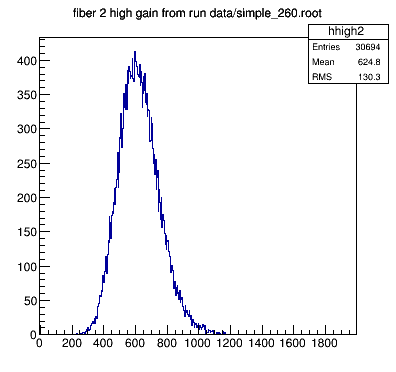 fiber 2 high gain from run data/simple_260.root
hhigh2
Entries 30694
Mean 624.8
RMS 130.3
400
350
300
250
200
150
100
50
0
0 200 400 600 800 1000 1200 1400 1600 1800